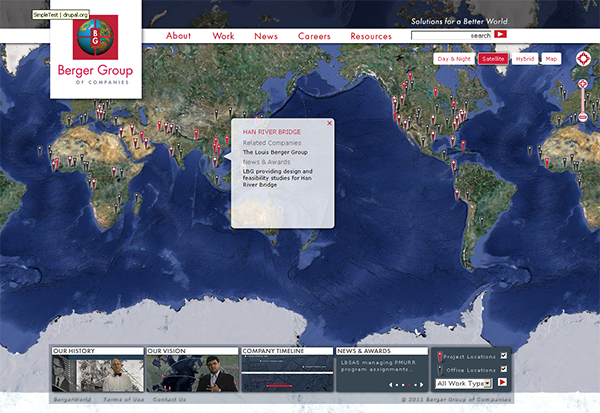 SimpleTest | drupal.org
Solutions for a Better World
BG
Berger Group
OF COMPANIES
About
Work
News
Careers
Resources
search
Day & Night
Satellite
Hybrid
Map
HAN RIVER BRIDGE
Related Companies
The Louis Berger Group
News & Awards
LBG providing design and
feasibility studies for Han
River Bridge
OUR HISTORY
OUR VISION
COMPANY TIMELINE
NEWS & AWARDS
LBSAS managing PMURR
program assignments...
Project Locations
Office Locations
All Work Type
BergerWorld
Terms of Use
Contact Us
© 2011 Berger Group of Companies